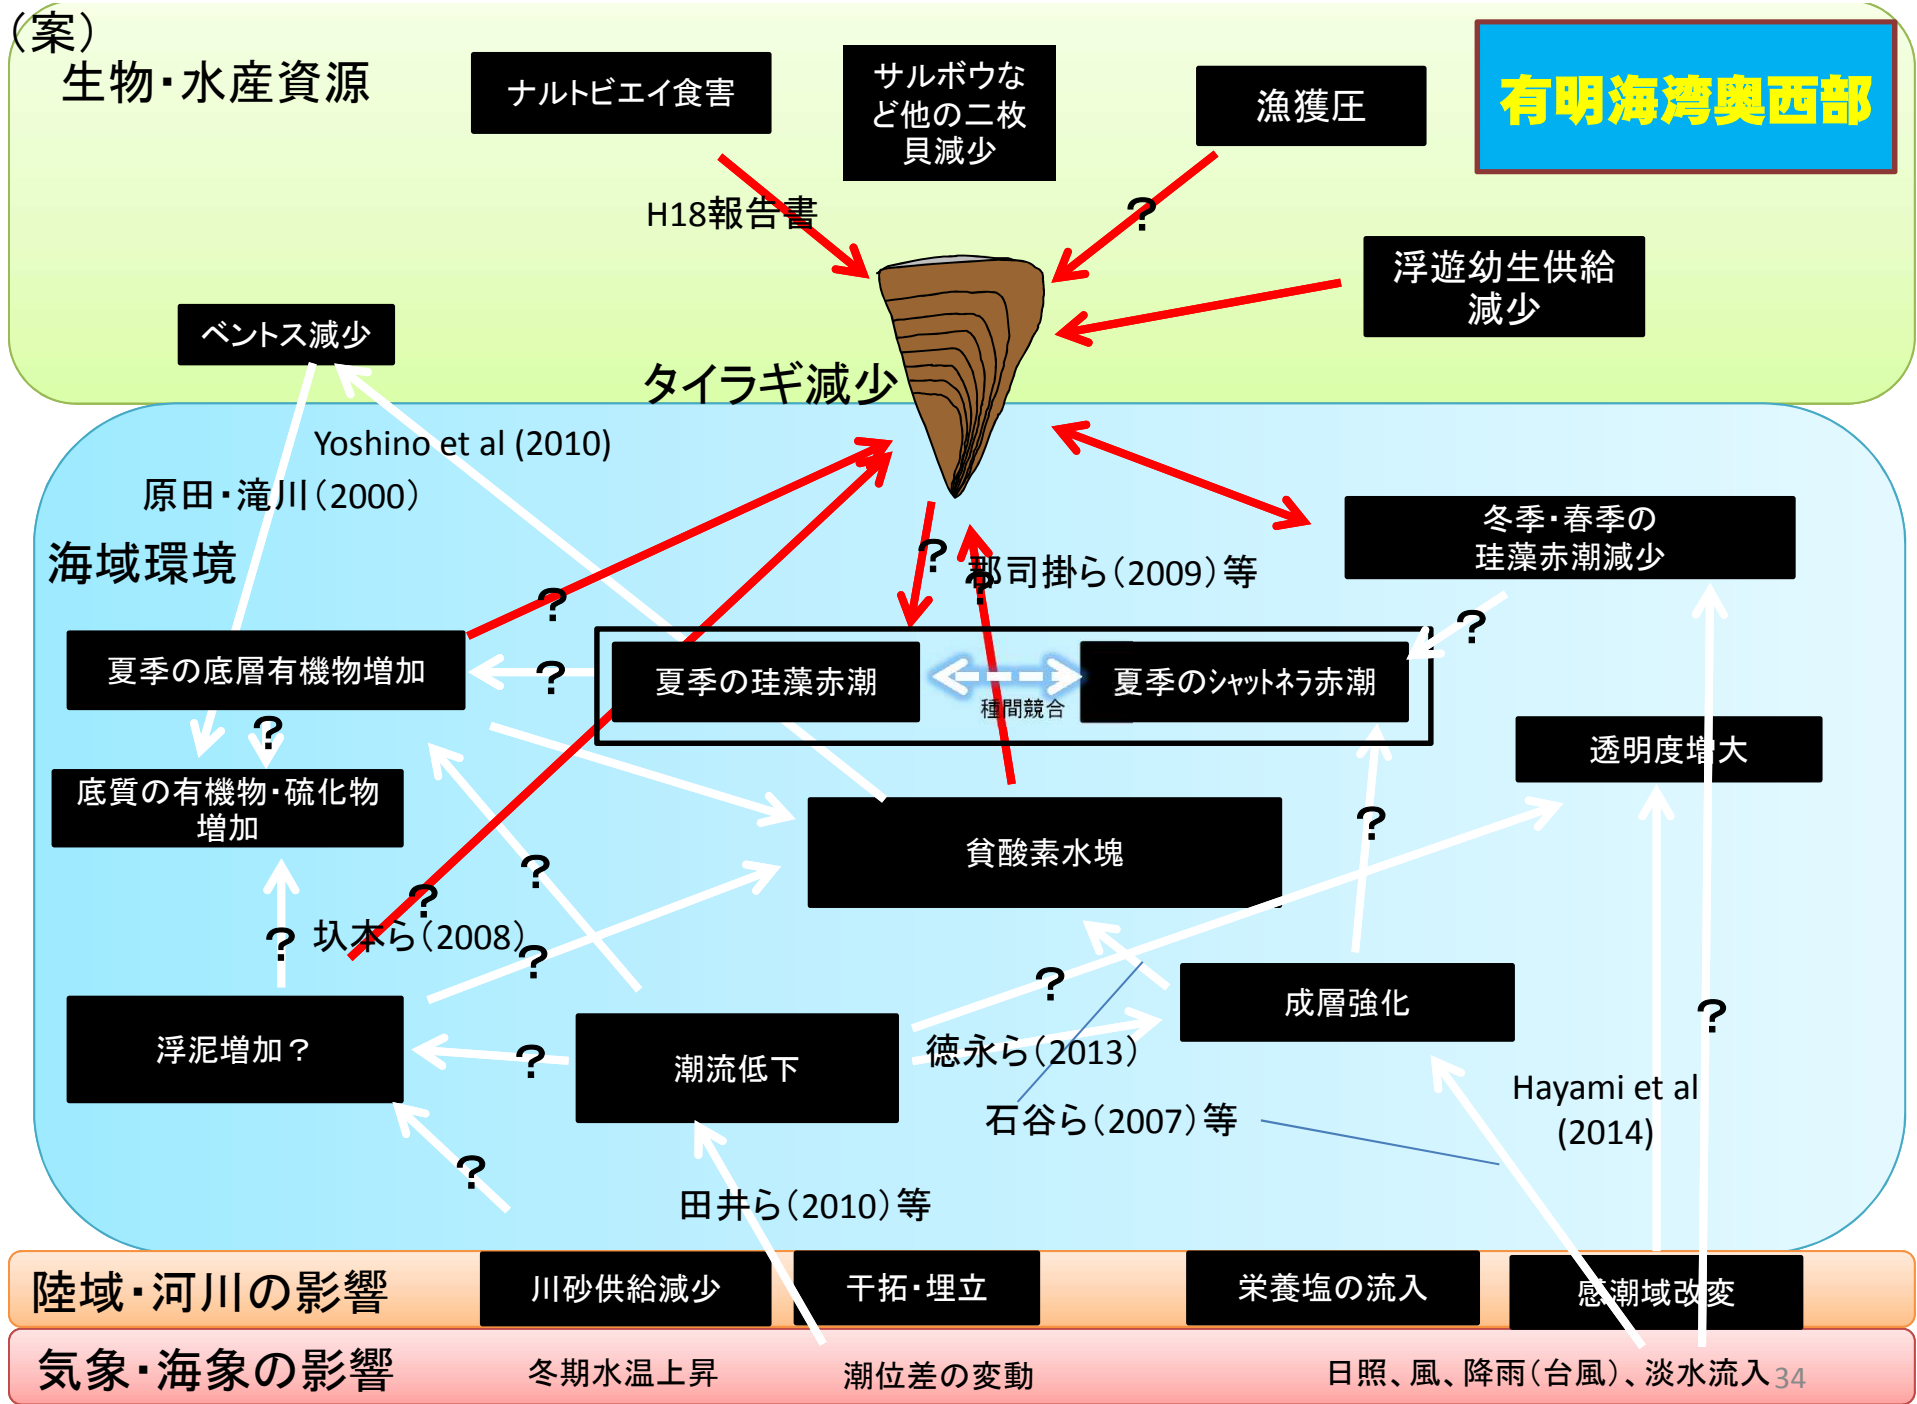 （案）
生物・水産資源
ナルトビエイ食害
サルボウな
ど他の二枚
貝減少
漁獲圧
有明海湾奥西部
H18報告書
？
浮遊幼生供給
減少
ベントス減少
タイラギ減少
Yoshino et al (2010)
原田・滝川（2000）
海域環境
冬季・春季の
珪藻赤潮減少
？
？
那司掛ら（2009）等
？
？
夏季の底層有機物増加
？
夏季の珪藻赤潮
種間競合
夏季のシャットネラ赤潮
？
透明度増大
底質の有機物・硫化物
増加
貧酸素水塊
？
？
？
圦本ら（2008）
？
？
？
？
成層強化
浮泥増加？
？
潮流低下
徳永ら（2013）
石谷ら（2007）等
Hayami et al
(2014)
？
田井ら（2010）等
陸域・河川の影響
川砂供給減少
干拓・埋立
栄養塩の流入
感潮域改変
気象・海象の影響
冬期水温上昇
潮位差の変動
日照、風、降雨（台風）、淡水流入
34